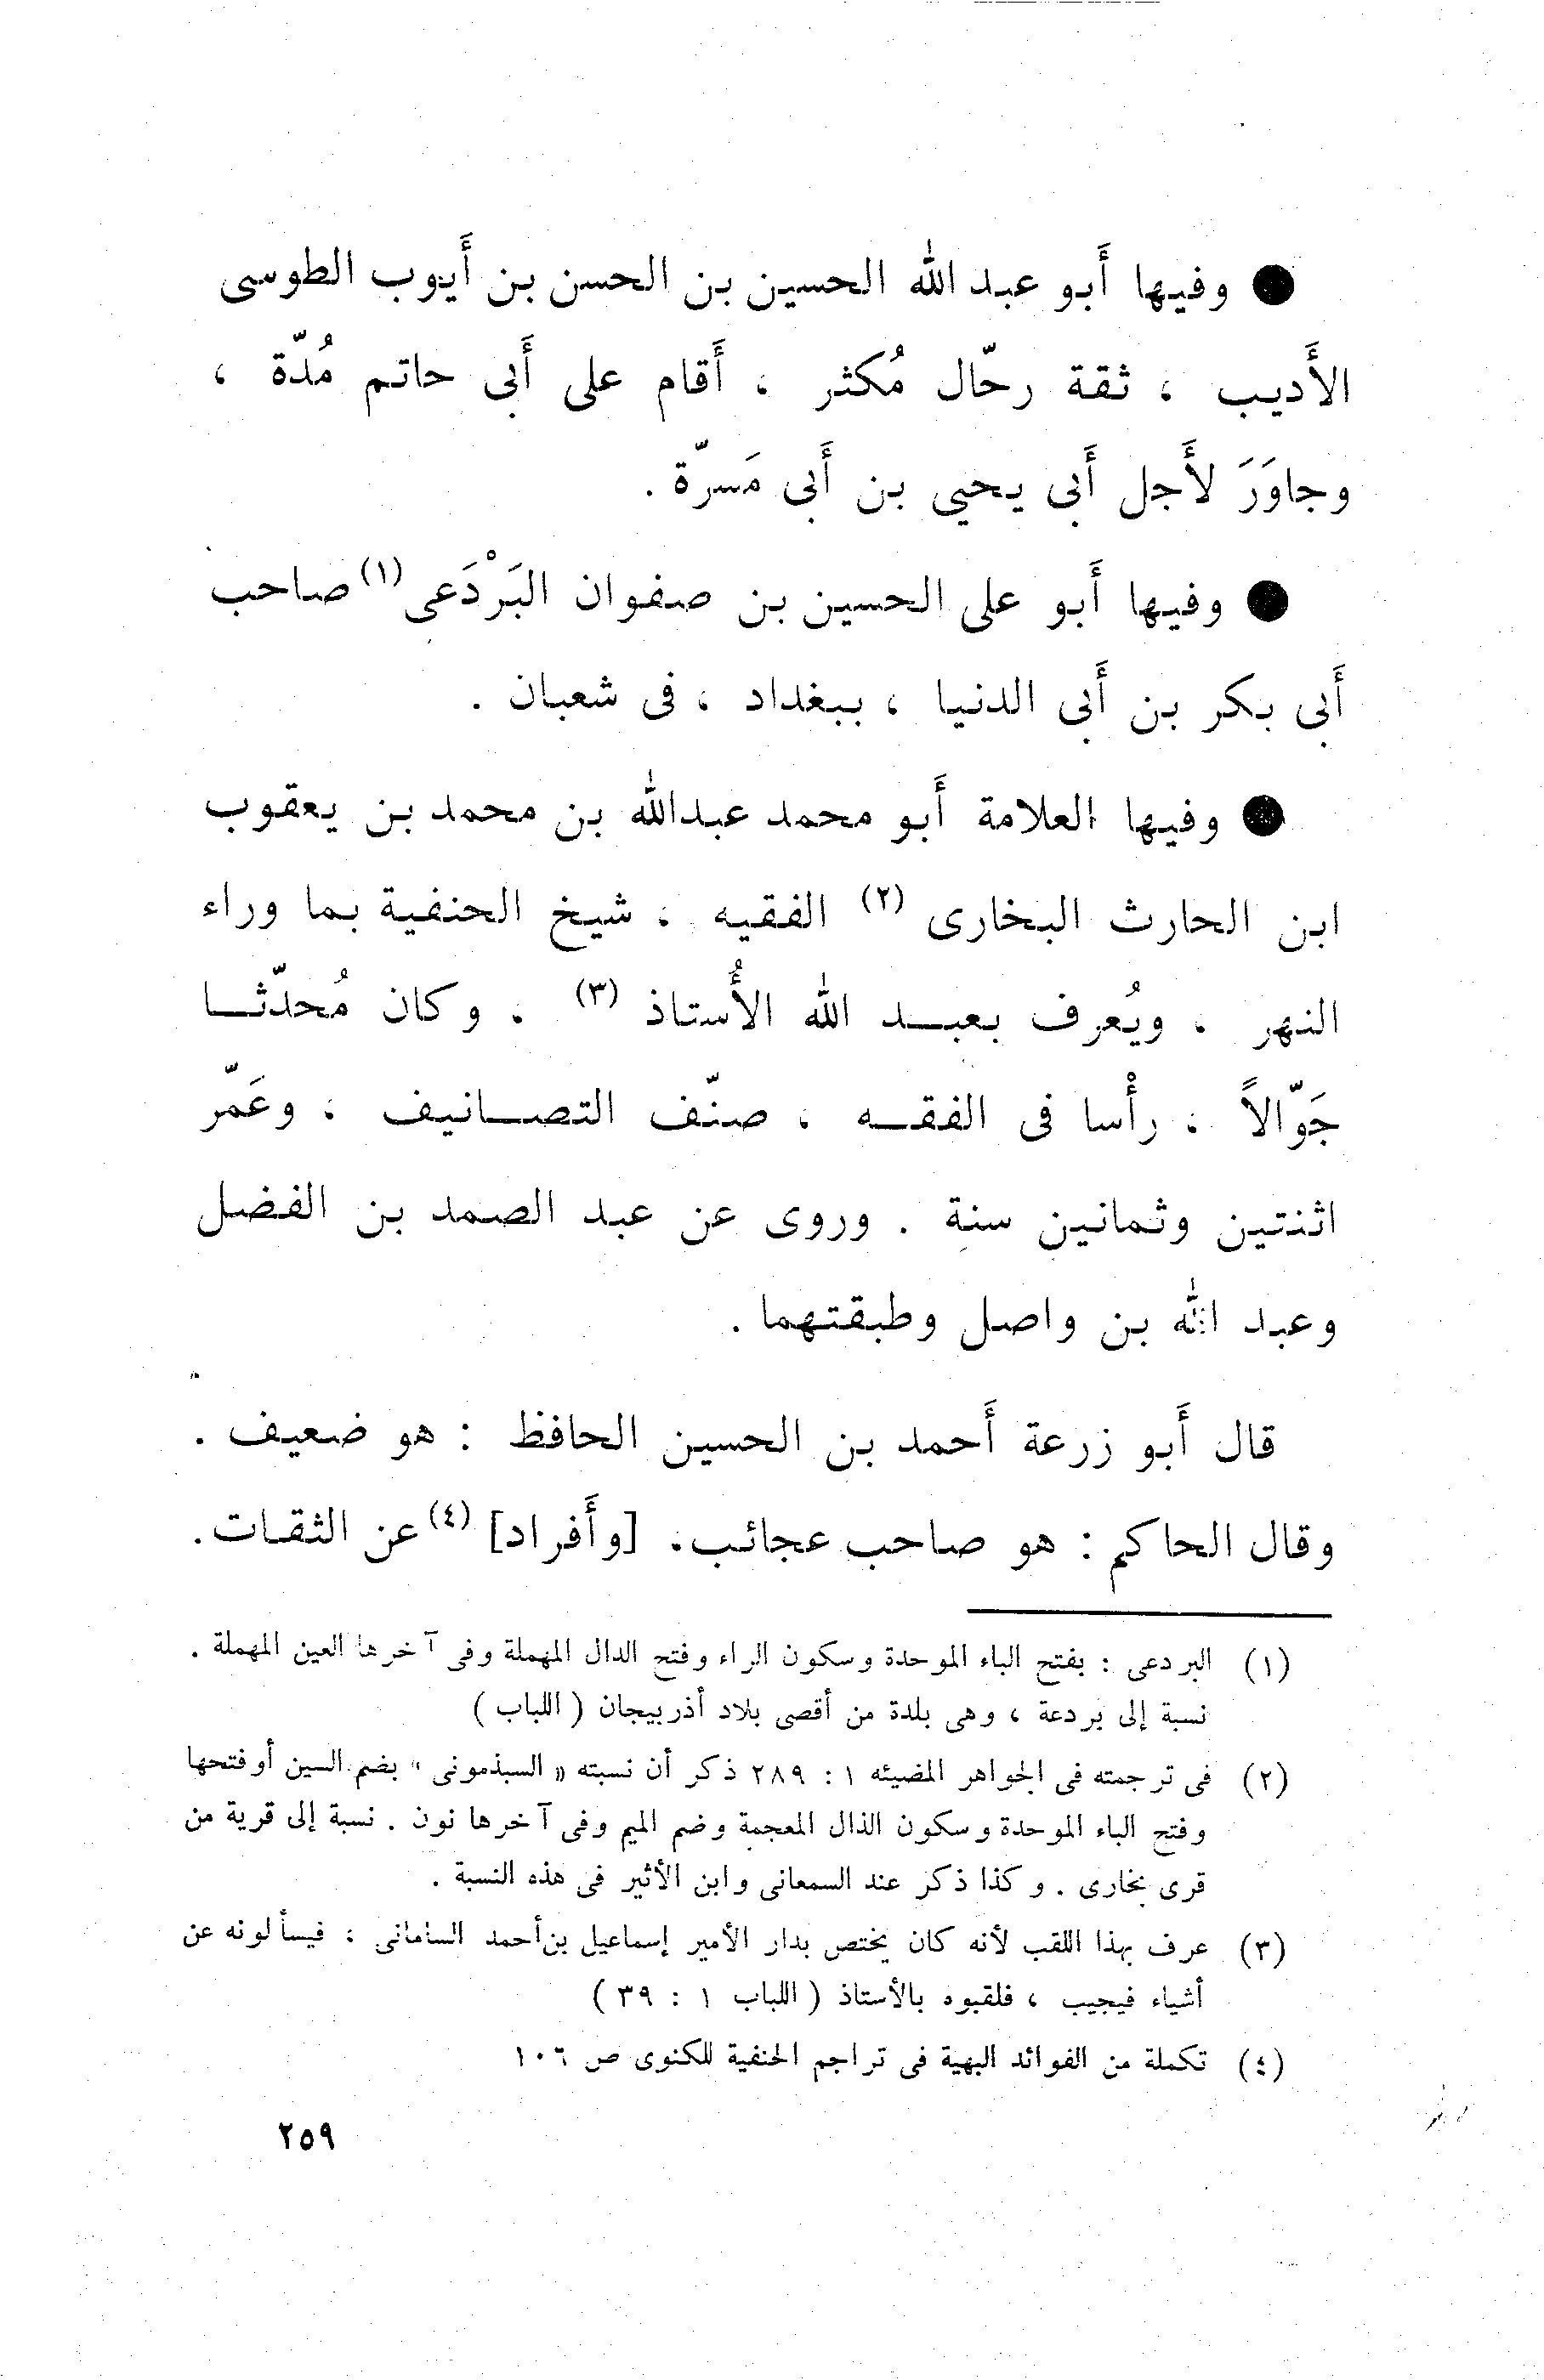 ● وفيها أَبو عبد الله الحسين بن الحسن بن أَيوب الطوسى
الأَديب ، ثقة رحّال مُكثر ، أَقام على أَبى حاتم مُدّة ،
وجاوَرَ لأَجل أَبى يحيى بن أَبى مَسرّة .
● وفيها أَبو على الحسين بن صفوان البَرْدَعى (١) صاحب
أَبى بكر بن أَبى الدنيا ، ببغداد ، فى شعبان .
● وفيها العلامة أَبو محمد عبدالله بن محمد بن يعقوب
ابن الحارث البخارى (٢) الفقيه ، شيخ الحنفية بما وراء
النهر ، ويُعرف بعبد الله الأُستاذ (٣) ، وكان مُحدّثا
جَوّالاً ، رأْسا فى الفقه ، صنّف التصانيف ، وعَمّر
اثنتين وثمانين سنة . وروى عن عبد الصمد بن الفضل
وعبد الله بن واصل وطبقتهما .
قال أَبو زرعة أَحمد بن الحسين الحافظ : هو ضعيف .
وقال الحاكم : هو صاحب عجائب، [وأَفراد] (٤) عن الثقات .
(١) البردعى : بفتح الباء الموحدة وسكون الراء وفتح الدال المهملة وفى آخرها العين المهملة .
نسبة إلى بردعة ، وهى بلدة من أقصى بلاد أذربيجان ( اللباب )
(٢) فى ترجمته فى الجواهر المضيئه ١ : ٢٨٩ ذكر أن نسبته « السبذمونى » بضم السين أوفتحها
وفتح الباء الموحدة وسكون الذال المعجمة وضم الميم وفى آخرها نون . نسبة إلى قرية من
قرى بخارى . وكذا ذكر عند السمعانى وابن الأثير فى هذه النسبة .
(٣) عرف بهذا اللقب لأنه كان يختص بدار الأمير إسماعيل بن أحمد السامانى ، فيسألونه عن
أشياء فيجيب ، فلقبوه بالأستاذ ( اللباب ١ : ٣٩ )
(٤) تكملة من الفوائد البهية فى تراجم الحنفية للكنوى ص ١٠٦
٢٥٩